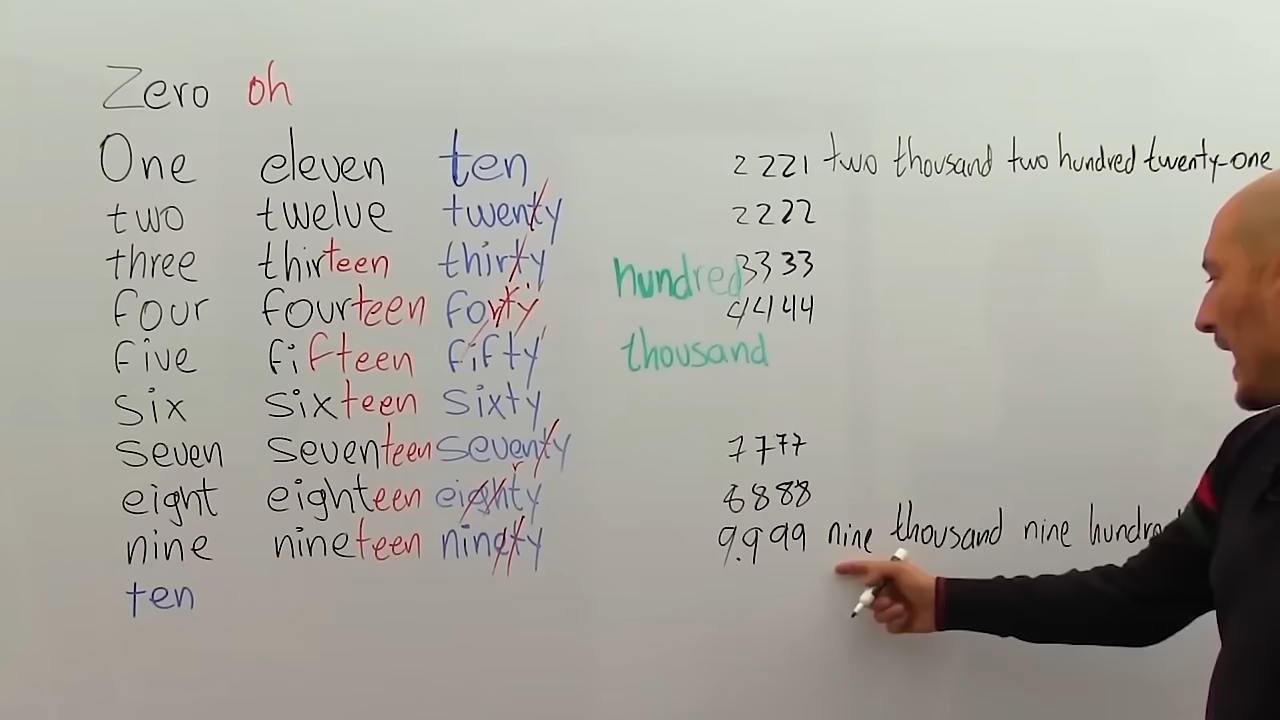 Zero oh
One eleven ten
two twelve twenty
three thirteen thirty
four fourteen forty
five fifteen fifty
six sixteen sixty
seven seventeen seventy
eight eighteen eighty
nine nineteen ninety
ten
hundred
thousand
2221 two thousand two hundred twenty-one
2222
3333
4444
7777
8888
9.999 nine thousand nine